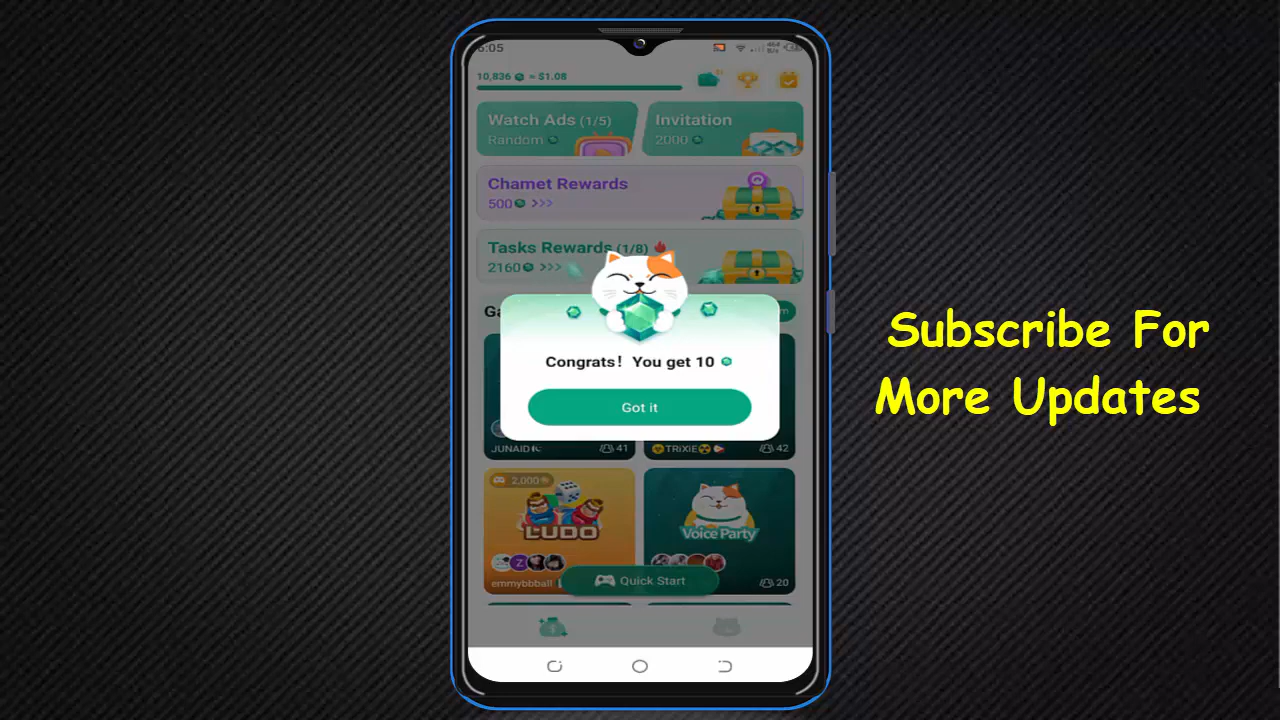 6:05
10,836 ≈ $1.08
Watch Ads (1/5)
Random
Invitation
2000
Chamet Rewards
500 >>>
Tasks Rewards (1/8)
2160 >>>
Congrats! You get 10
Got it
JUNAID
41
TRIXIE
42
2,000
LUDO
Voice Party
emmybbball
20
Quick Start
Subscribe For
More Updates